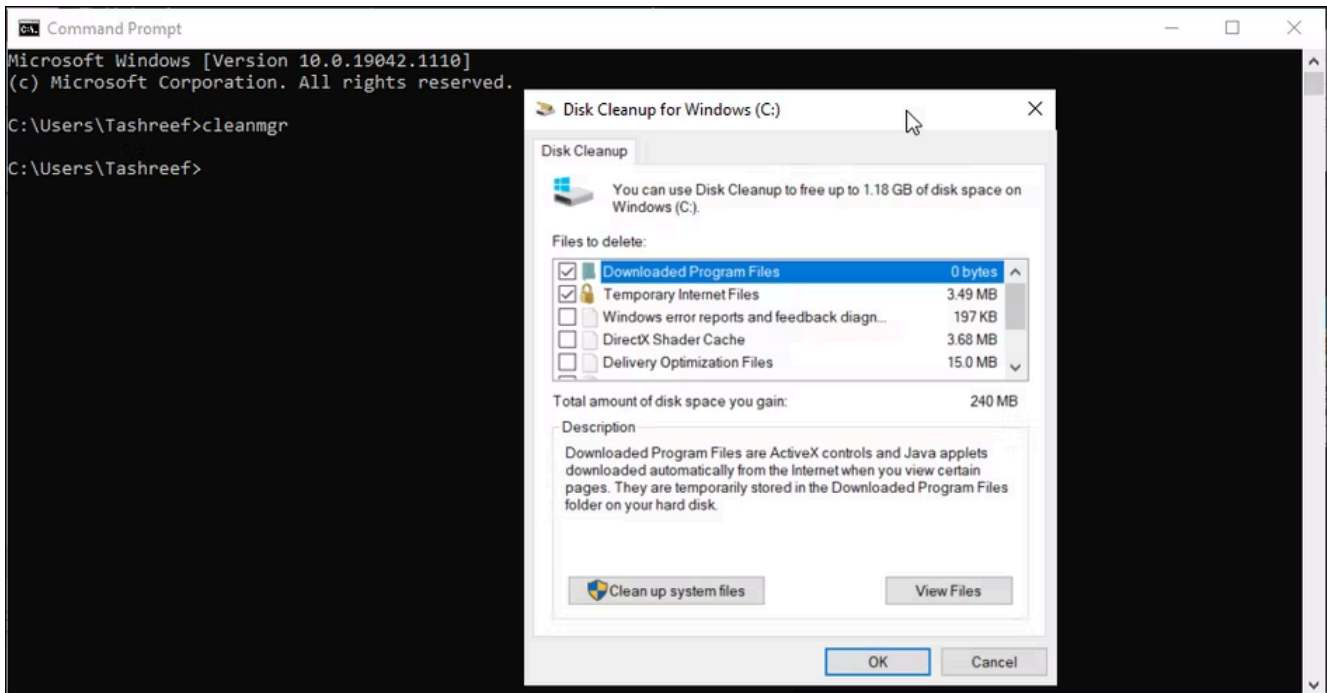 Command Prompt
Microsoft Windows [Version 10.0.19042.1110]
(c) Microsoft Corporation. All rights reserved.
C:\Users\Tashreef>cleanmgr
C:\Users\Tashreef>
Disk Cleanup for Windows (C:)
Disk Cleanup
You can use Disk Cleanup to free up to 1.18 GB of disk space on
Windows (C:).
Files to delete:
Downloaded Program Files 0 bytes
Temporary Internet Files 3.49 MB
Windows error reports and feedback diagn... 197 KB
DirectX Shader Cache 3.68 MB
Delivery Optimization Files 15.0 MB
Total amount of disk space you gain: 240 MB
Description
Downloaded Program Files are ActiveX controls and Java applets
downloaded automatically from the Internet when you view certain
pages. They are temporarily stored in the Downloaded Program Files
folder on your hard disk.
Clean up system files View Files
OK Cancel